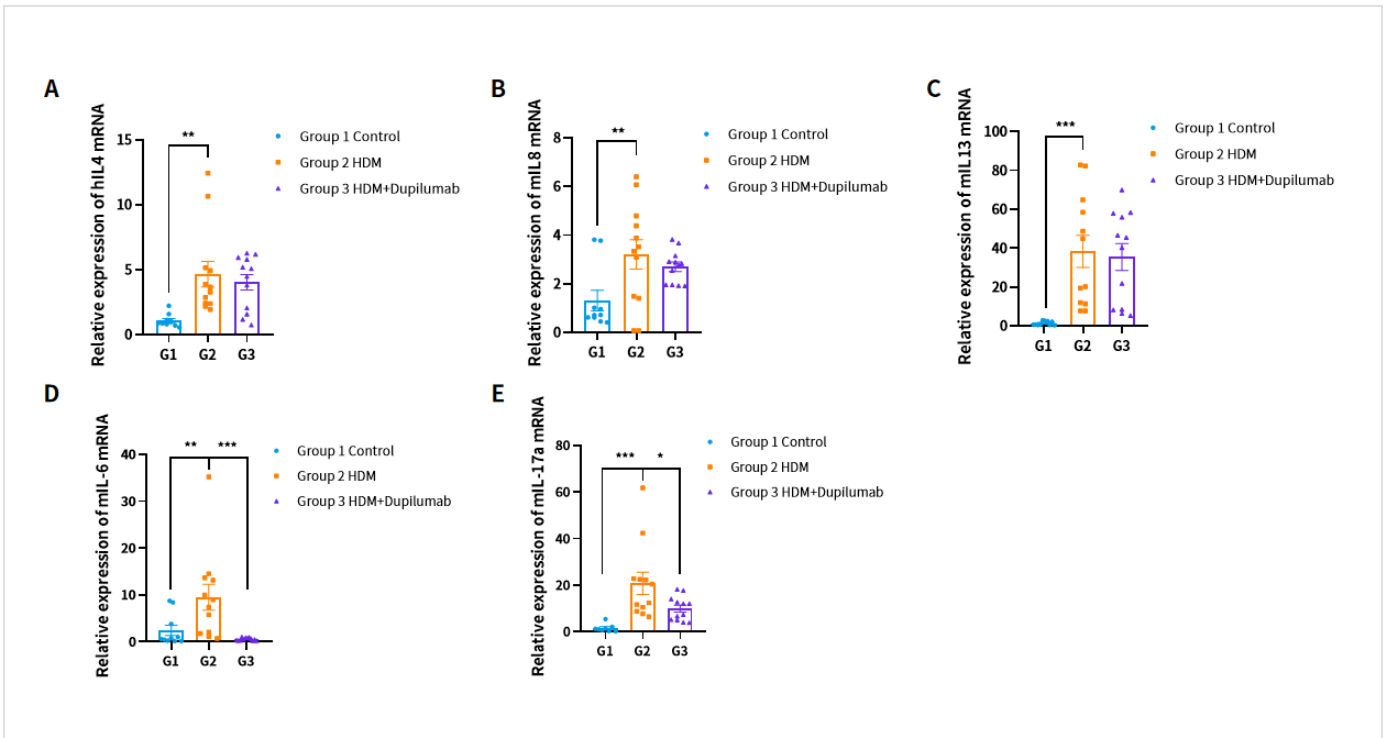 A
Relative expression of hIL4 mRNA
15
10
5
0
**
G1
G2
G3
Group 1 Control
Group 2 HDM
Group 3 HDM+Dupilumab
B
Relative expression of mIL8 mRNA
8
6
4
2
0
**
G1
G2
G3
Group 1 Control
Group 2 HDM
Group 3 HDM+Dupilumab
C
Relative expression of mIL13 mRNA
100
80
60
40
20
0
***
G1
G2
G3
Group 1 Control
Group 2 HDM
Group 3 HDM+Dupilumab
D
Relative expression of mIL-6 mRNA
40
30
20
10
0
**
***
G1
G2
G3
Group 1 Control
Group 2 HDM
Group 3 HDM+Dupilumab
E
Relative expression of mIL-17a mRNA
80
60
40
20
0
***
*
G1
G2
G3
Group 1 Control
Group 2 HDM
Group 3 HDM+Dupilumab